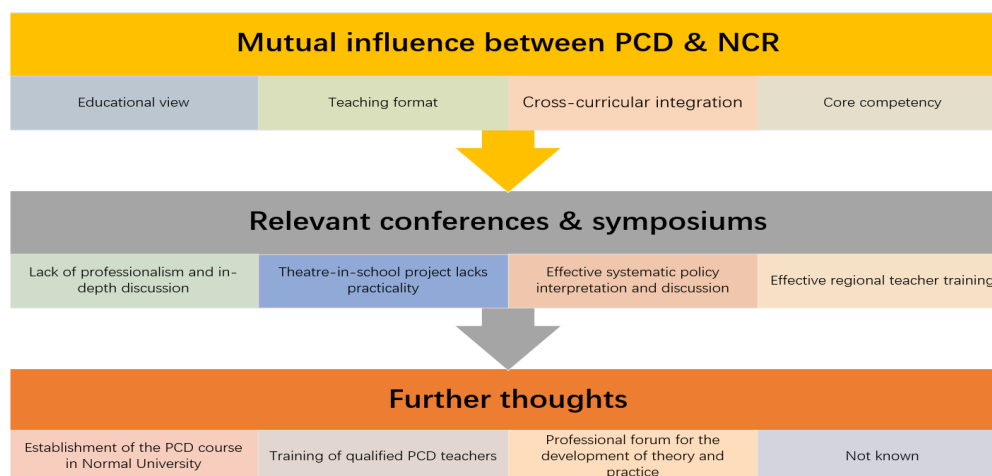 Mutual influence between PCD & NCR
Educational view
Teaching format
Cross-curricular integration
Core competency
Relevant conferences & symposiums
Lack of professionalism and in-
depth discussion
Theatre-in-school project lacks
practicality
Effective systematic policy
interpretation and discussion
Effective regional teacher training
Further thoughts
Establishment of the PCD course
in Normal University
Training of qualified PCD teachers
Professional forum for the
development of theory and
practice
Not known